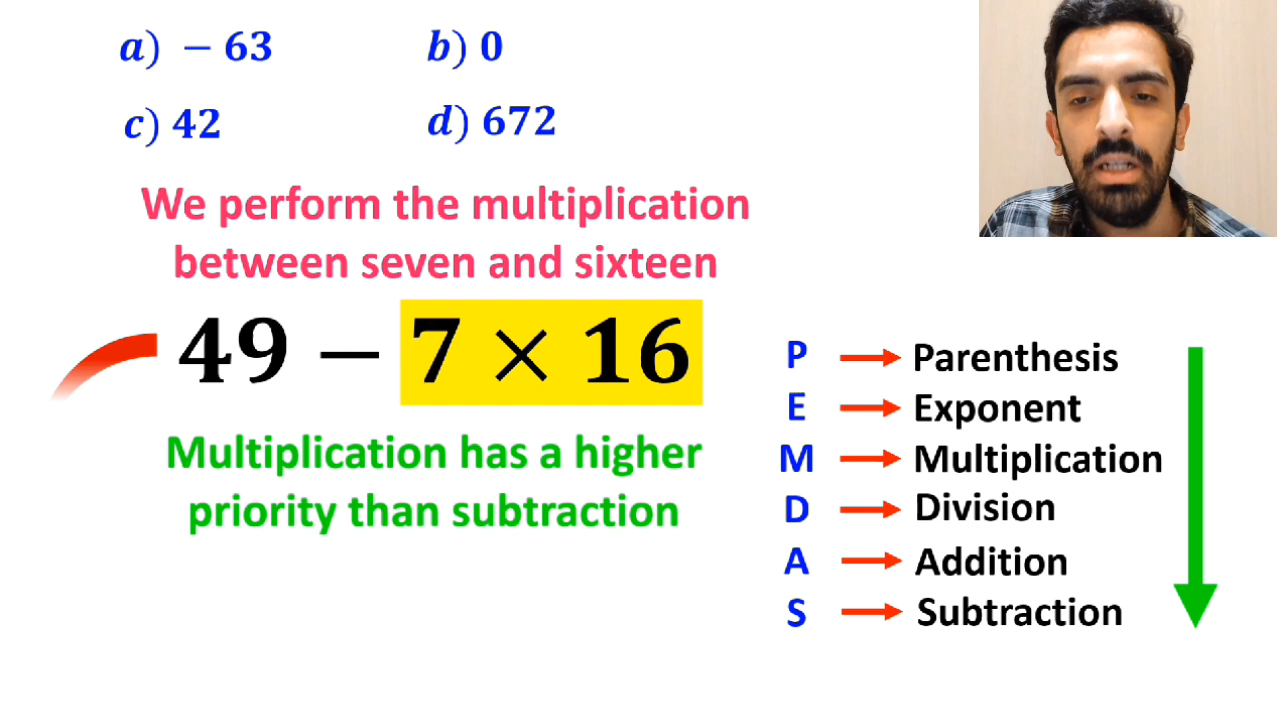 a) − 63 b) 0
c) 42 d) 672
We perform the multiplication
between seven and sixteen
49 − 7 × 16
Multiplication has a higher
priority than subtraction
P → Parenthesis
E → Exponent
M → Multiplication
D → Division
A → Addition
S → Subtraction